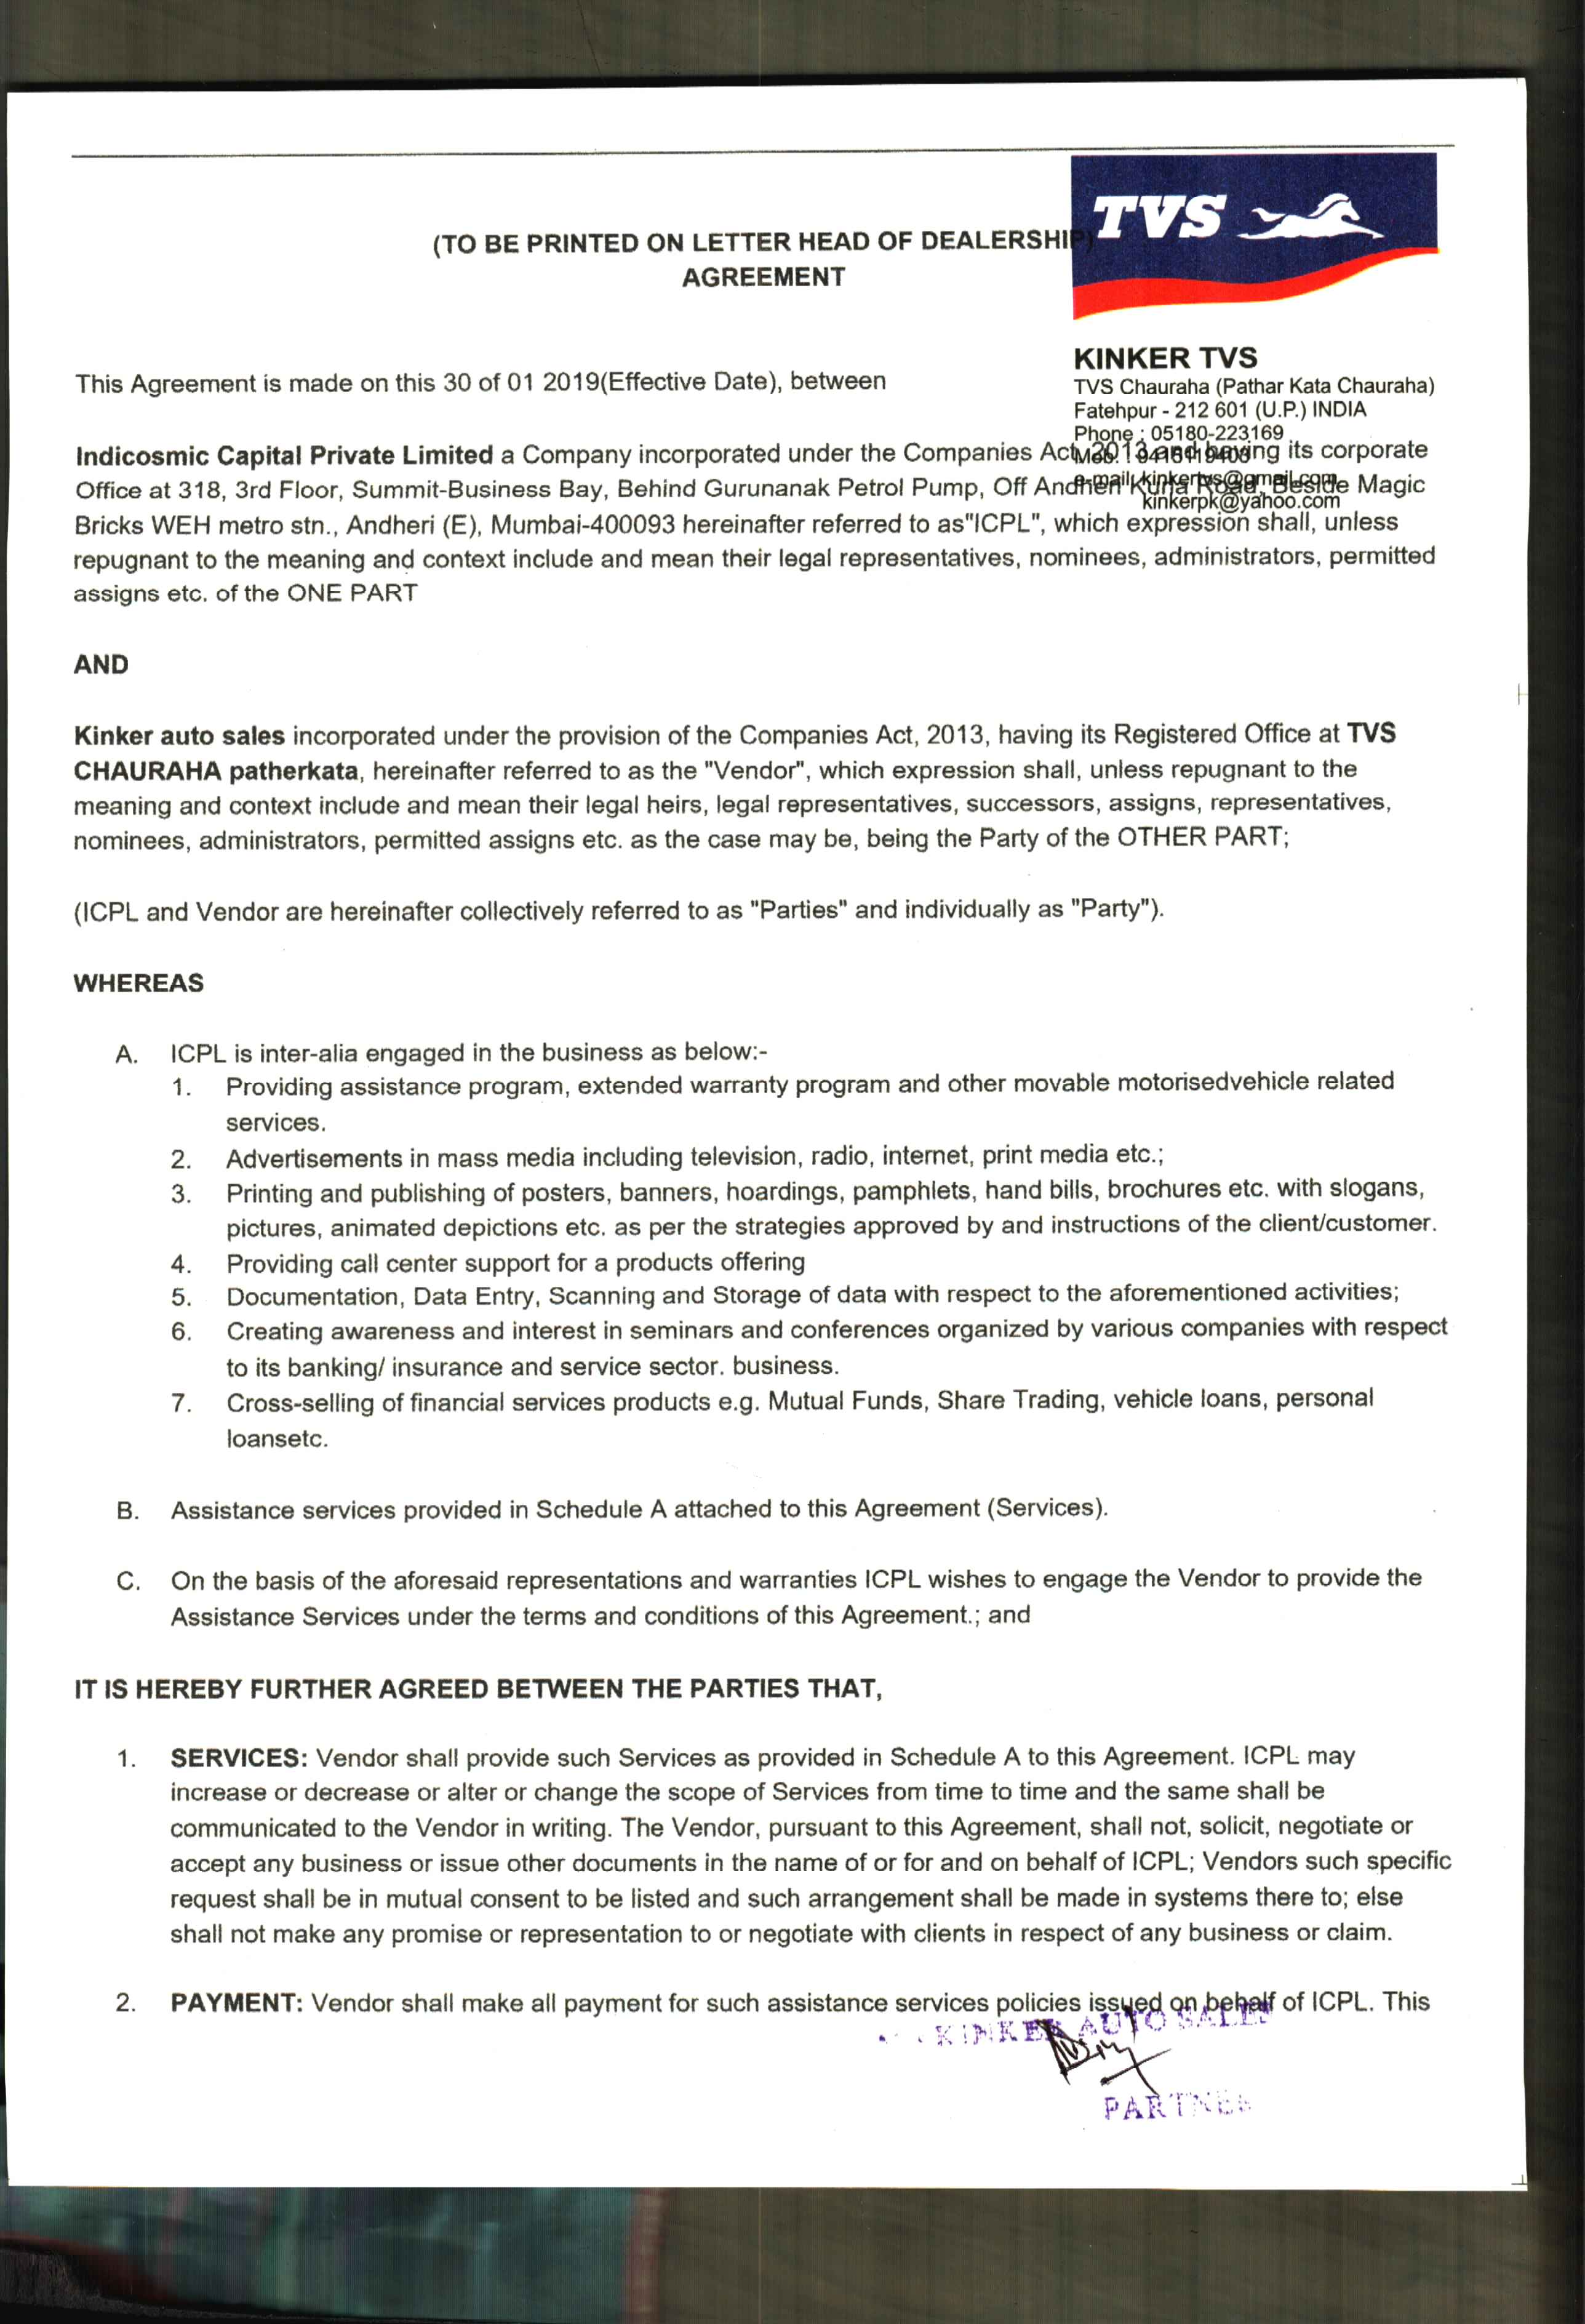 (TO BE PRINTED ON LETTER HEAD OF DEALERSHIP)
AGREEMENT
TVS
KINKER TVS
TVS Chauraha (Pathar Kata Chauraha)
Fatehpur - 212 601 (U.P.) INDIA
Phone : 05180-223169
e-mail: kinkertvs@gmail.com
kinkerpk@yahoo.com
This Agreement is made on this 30 of 01 2019(Effective Date), between
Indicosmic Capital Private Limited a Company incorporated under the Companies Act, 2013 and having its corporate
Office at 318, 3rd Floor, Summit-Business Bay, Behind Gurunanak Petrol Pump, Off Andheri Kurla Road, Beside Magic
Bricks WEH metro stn., Andheri (E), Mumbai-400093 hereinafter referred to as"ICPL", which expression shall, unless
repugnant to the meaning and context include and mean their legal representatives, nominees, administrators, permitted
assigns etc. of the ONE PART
AND
Kinker auto sales incorporated under the provision of the Companies Act, 2013, having its Registered Office at TVS
CHAURAHA patherkata, hereinafter referred to as the "Vendor", which expression shall, unless repugnant to the
meaning and context include and mean their legal heirs, legal representatives, successors, assigns, representatives,
nominees, administrators, permitted assigns etc. as the case may be, being the Party of the OTHER PART;
(ICPL and Vendor are hereinafter collectively referred to as "Parties" and individually as "Party").
WHEREAS
A. ICPL is inter-alia engaged in the business as below:-
1. Providing assistance program, extended warranty program and other movable motorisedvehicle related
services.
2. Advertisements in mass media including television, radio, internet, print media etc.;
3. Printing and publishing of posters, banners, hoardings, pamphlets, hand bills, brochures etc. with slogans,
pictures, animated depictions etc. as per the strategies approved by and instructions of the client/customer.
4. Providing call center support for a products offering
5. Documentation, Data Entry, Scanning and Storage of data with respect to the aforementioned activities;
6. Creating awareness and interest in seminars and conferences organized by various companies with respect
to its banking/ insurance and service sector. business.
7. Cross-selling of financial services products e.g. Mutual Funds, Share Trading, vehicle loans, personal
loansetc.
B. Assistance services provided in Schedule A attached to this Agreement (Services).
C. On the basis of the aforesaid representations and warranties ICPL wishes to engage the Vendor to provide the
Assistance Services under the terms and conditions of this Agreement.; and
IT IS HEREBY FURTHER AGREED BETWEEN THE PARTIES THAT,
1. SERVICES: Vendor shall provide such Services as provided in Schedule A to this Agreement. ICPL may
increase or decrease or alter or change the scope of Services from time to time and the same shall be
communicated to the Vendor in writing. The Vendor, pursuant to this Agreement, shall not, solicit, negotiate or
accept any business or issue other documents in the name of or for and on behalf of ICPL; Vendors such specific
request shall be in mutual consent to be listed and such arrangement shall be made in systems there to; else
shall not make any promise or representation to or negotiate with clients in respect of any business or claim.
2. PAYMENT: Vendor shall make all payment for such assistance services policies issued on behalf of ICPL. This
KINKER AUTO SALES
PARTNER